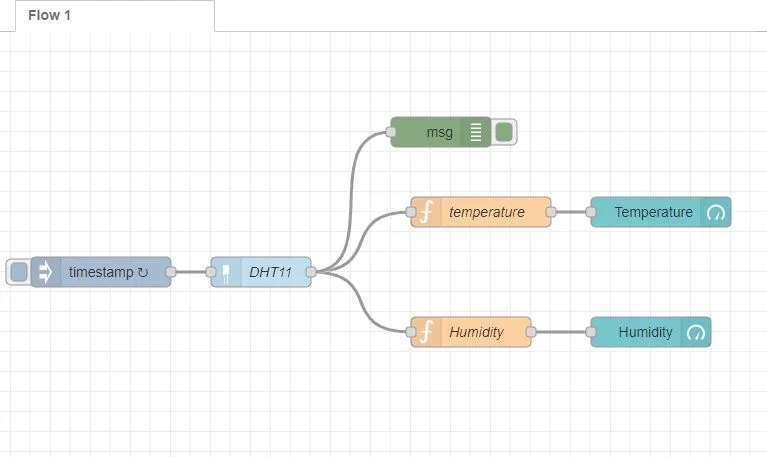 Flow 1
msg
temperature
Temperature
timestamp ↻
DHT11
Humidity
Humidity